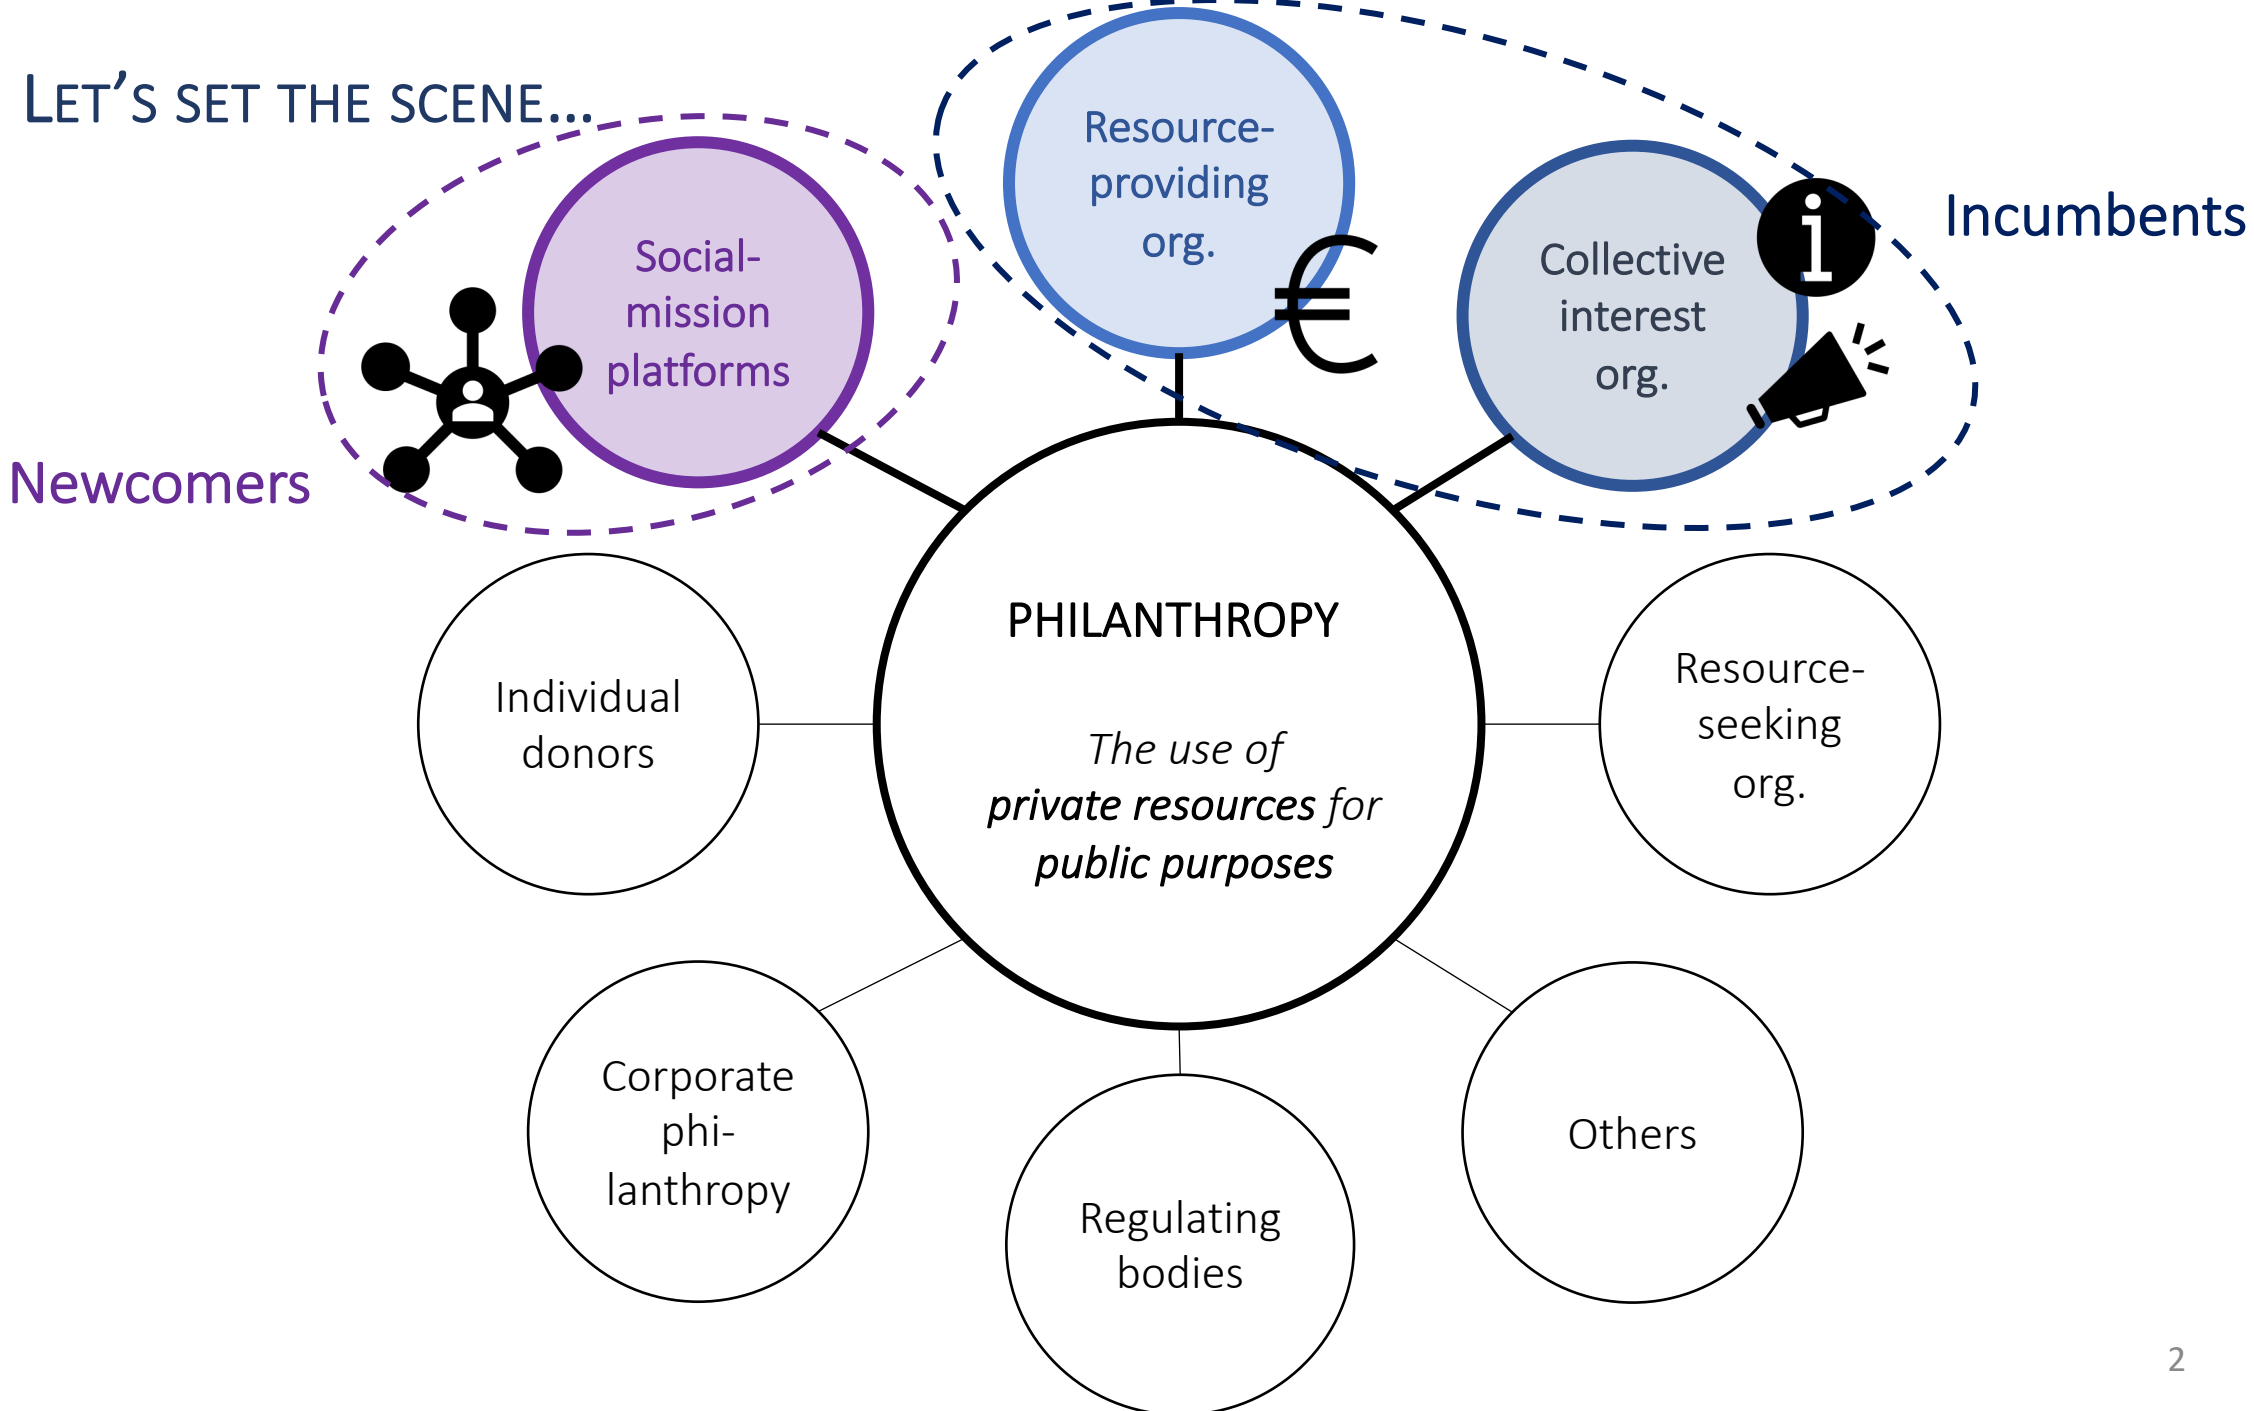 LET’S SET THE SCENE…
Resource-
providing
org.
Social-
mission
platforms
Collective
interest
org.
Incumbents
Newcomers
PHILANTHROPY
The use of
private resources for
public purposes
Individual
donors
Resource-
seeking
org.
Corporate
phi-
lanthropy
Regulating
bodies
Others
2